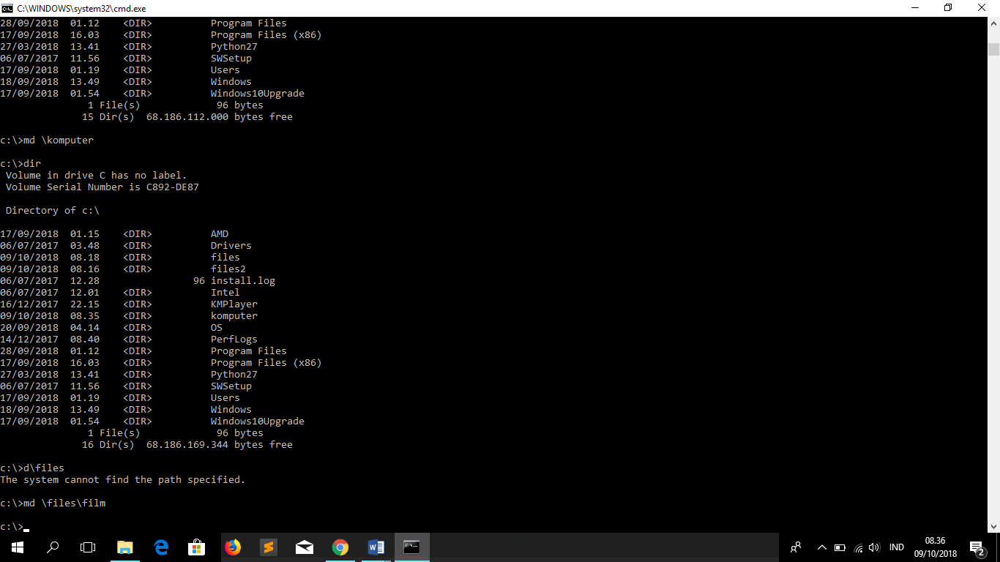 C:\WINDOWS\system32\cmd.exe
28/09/2018  01.12    <DIR>          Program Files
17/09/2018  16.03    <DIR>          Program Files (x86)
27/03/2018  13.41    <DIR>          Python27
06/07/2017  11.56    <DIR>          SWSetup
17/09/2018  01.19    <DIR>          Users
18/09/2018  13.49    <DIR>          Windows
17/09/2018  01.54    <DIR>          Windows10Upgrade
               1 File(s)             96 bytes
              15 Dir(s)  68.186.112.000 bytes free
c:\>md \komputer
c:\>dir
 Volume in drive C has no label.
 Volume Serial Number is C892-DE87
 Directory of c:\
17/09/2018  01.15    <DIR>          AMD
06/07/2017  03.48    <DIR>          Drivers
09/10/2018  08.18    <DIR>          files
09/10/2018  08.16    <DIR>          files2
06/07/2017  12.28                96 install.log
06/07/2017  12.01    <DIR>          Intel
16/12/2017  22.15    <DIR>          KMPlayer
09/10/2018  08.35    <DIR>          komputer
20/09/2018  04.14    <DIR>          OS
14/12/2017  08.40    <DIR>          PerfLogs
28/09/2018  01.12    <DIR>          Program Files
17/09/2018  16.03    <DIR>          Program Files (x86)
27/03/2018  13.41    <DIR>          Python27
06/07/2017  11.56    <DIR>          SWSetup
17/09/2018  01.19    <DIR>          Users
18/09/2018  13.49    <DIR>          Windows
17/09/2018  01.54    <DIR>          Windows10Upgrade
               1 File(s)             96 bytes
              16 Dir(s)  68.186.169.344 bytes free
c:\>d\files
The system cannot find the path specified.
c:\>md \files\film
c:\>
IND
08.36
09/10/2018
2